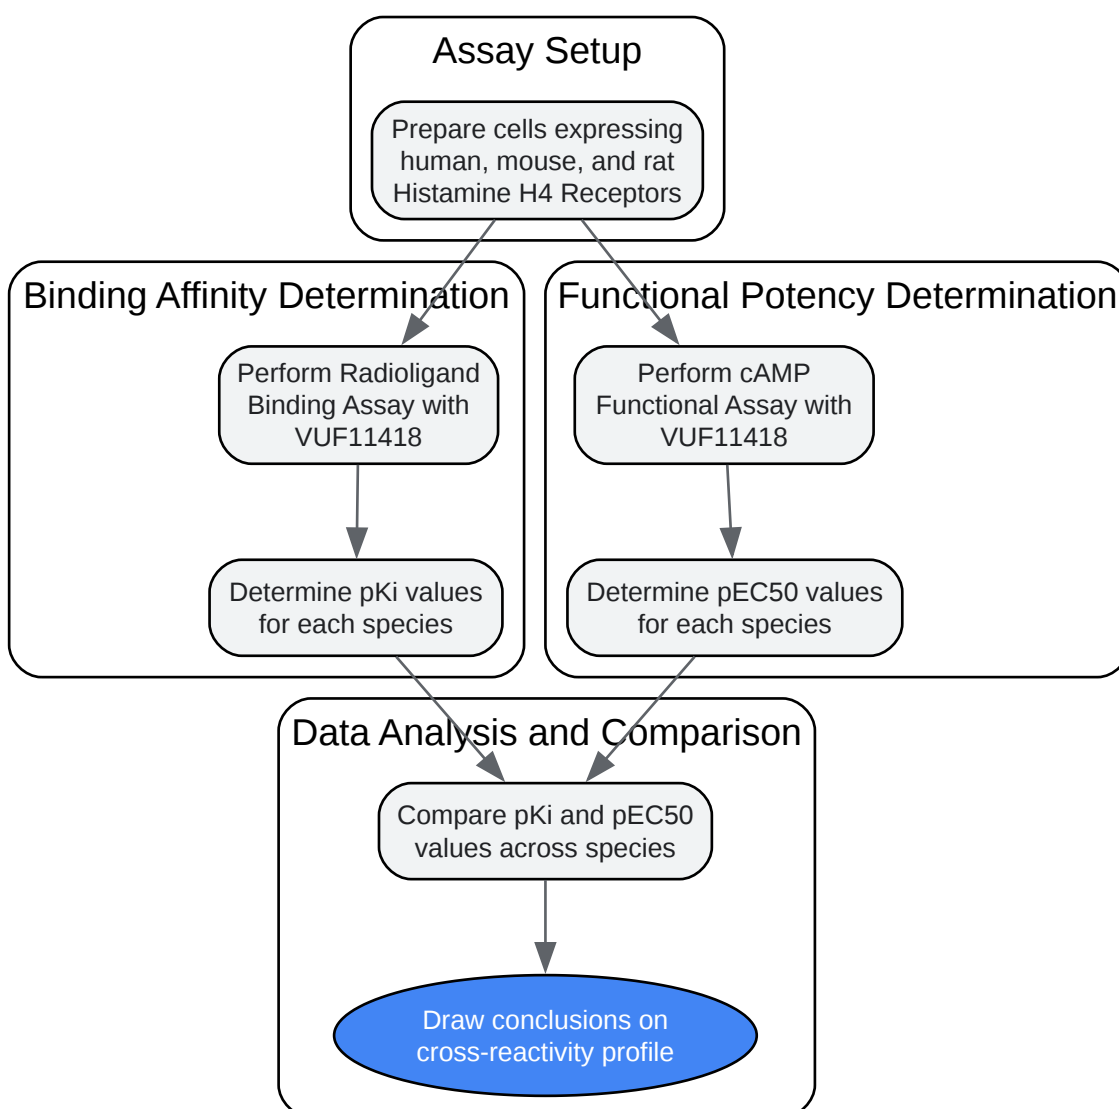 Assay Setup
Prepare cells expressing
human, mouse, and rat
Histamine H4 Receptors
Binding Affinity Determination
Perform Radioligand
Binding Assay with
VUF11418
Determine pKi values
for each species
Functional Potency Determination
Perform cAMP
Functional Assay with
VUF11418
Determine pEC50 values
for each species
Data Analysis and Comparison
Compare pKi and pEC50
values across species
Draw conclusions on
cross-reactivity profile